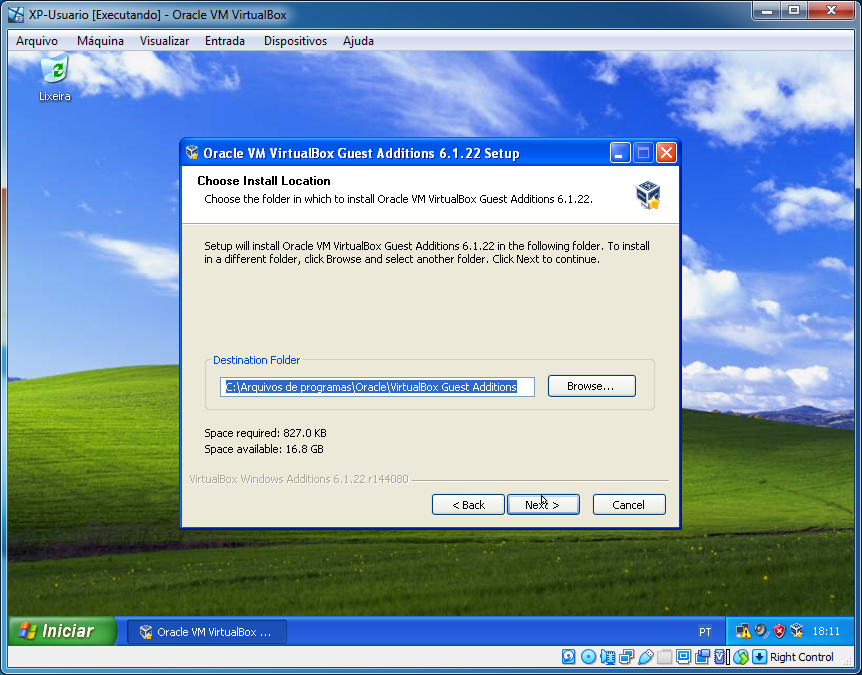 XP-Usuario [Executando] - Oracle VM VirtualBox
Arquivo Máquina Visualizar Entrada Dispositivos Ajuda
Lixeira
Oracle VM VirtualBox Guest Additions 6.1.22 Setup
Choose Install Location
Choose the folder in which to install Oracle VM VirtualBox Guest Additions 6.1.22.
Setup will install Oracle VM VirtualBox Guest Additions 6.1.22 in the following folder. To install
in a different folder, click Browse and select another folder. Click Next to continue.
Destination Folder
C:\Arquivos de programas\Oracle\VirtualBox Guest Additions
Browse...
Space required: 827.0 KB
Space available: 16.8 GB
VirtualBox Windows Additions 6.1.22 r144080
< Back Next > Cancel
Iniciar Oracle VM VirtualBox ... PT 18:11
Right Control